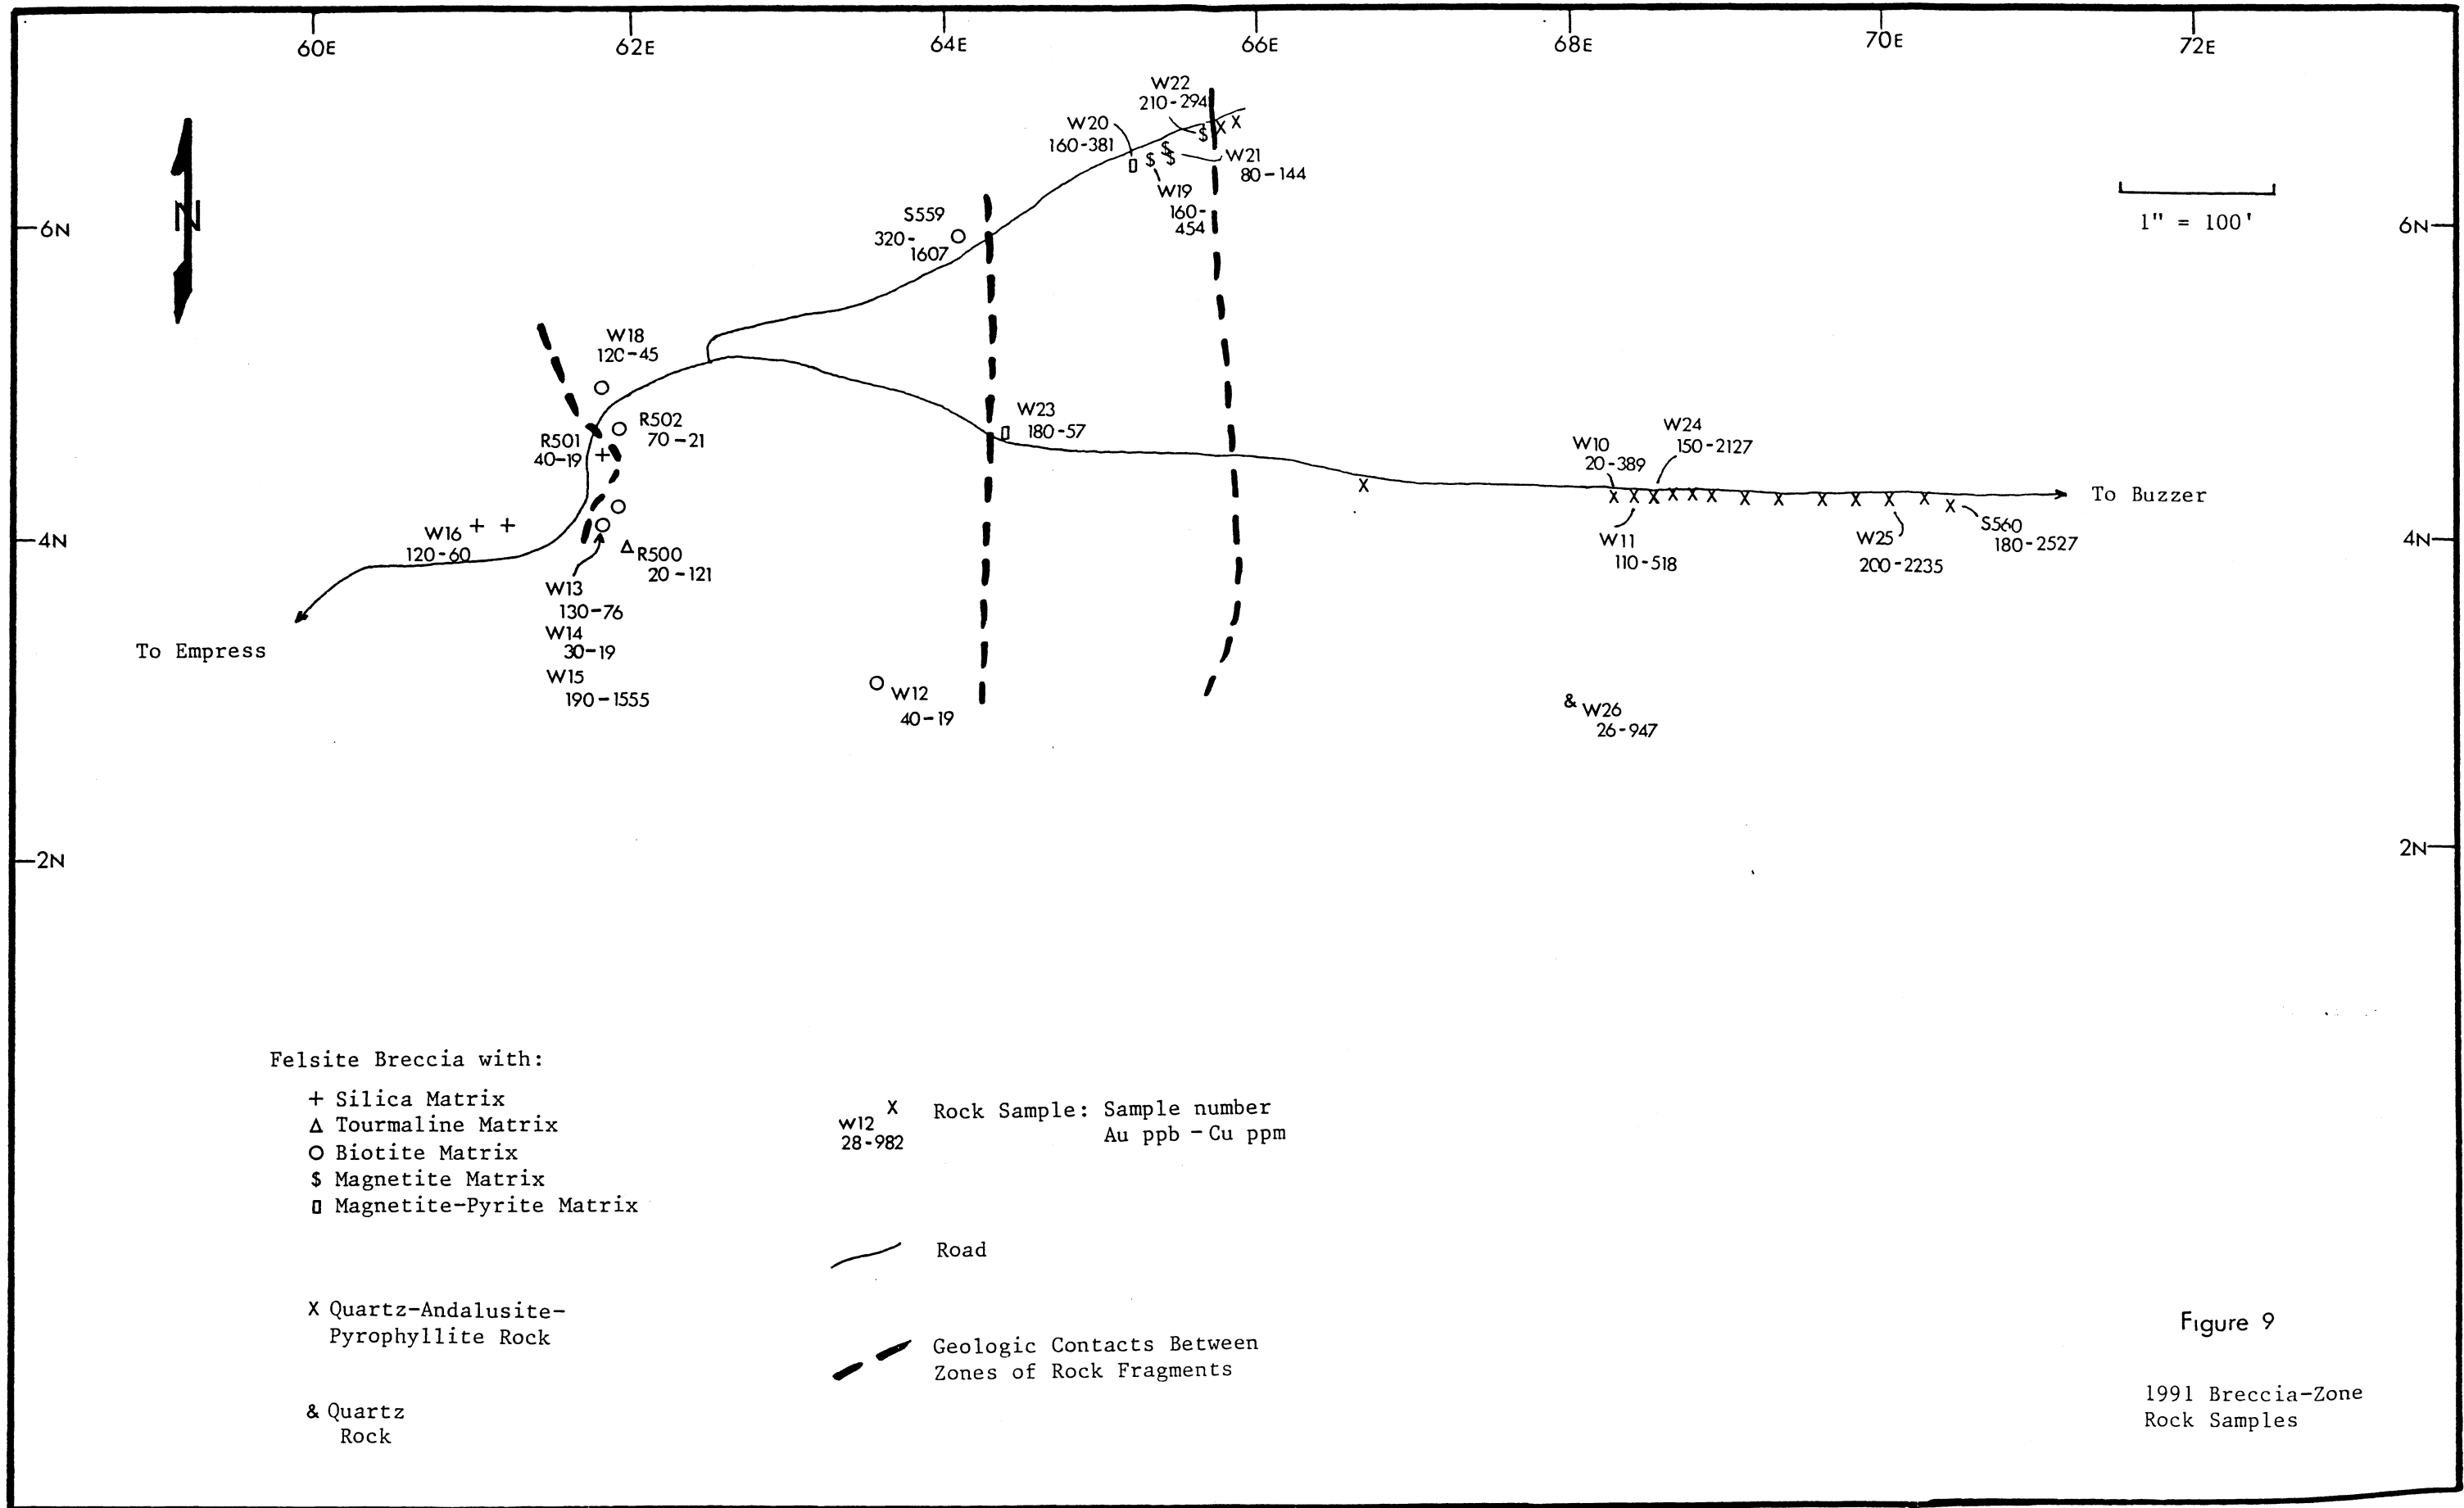 60E
62E
64E
66E
68E
70E
72E
W22
210-294
W20
160-381
W21
80-144
W19
160-
454
N
1" = 100'
S559
320-
1607
6N
6N
W18
120-45
R502
70-21
R501
40-19
W23
180-57
W24
150-2127
W10
20-389
To Buzzer
W16
120-60
4N
4N
R500
20-121
W11
110-518
W25
200-2235
S560
180-2527
W13
130-76
W14
30-19
W15
190-1555
To Empress
W12
40-19
& W26
26-947
2N
2N
Felsite Breccia with:
+ Silica Matrix
△ Tourmaline Matrix
O Biotite Matrix
$ Magnetite Matrix
▯ Magnetite-Pyrite Matrix
X Quartz-Andalusite-
Pyrophyllite Rock
& Quartz
Rock
X
W12
28-982
Rock Sample: Sample number
Au ppb - Cu ppm
Road
Geologic Contacts Between
Zones of Rock Fragments
Figure 9
1991 Breccia-Zone
Rock Samples